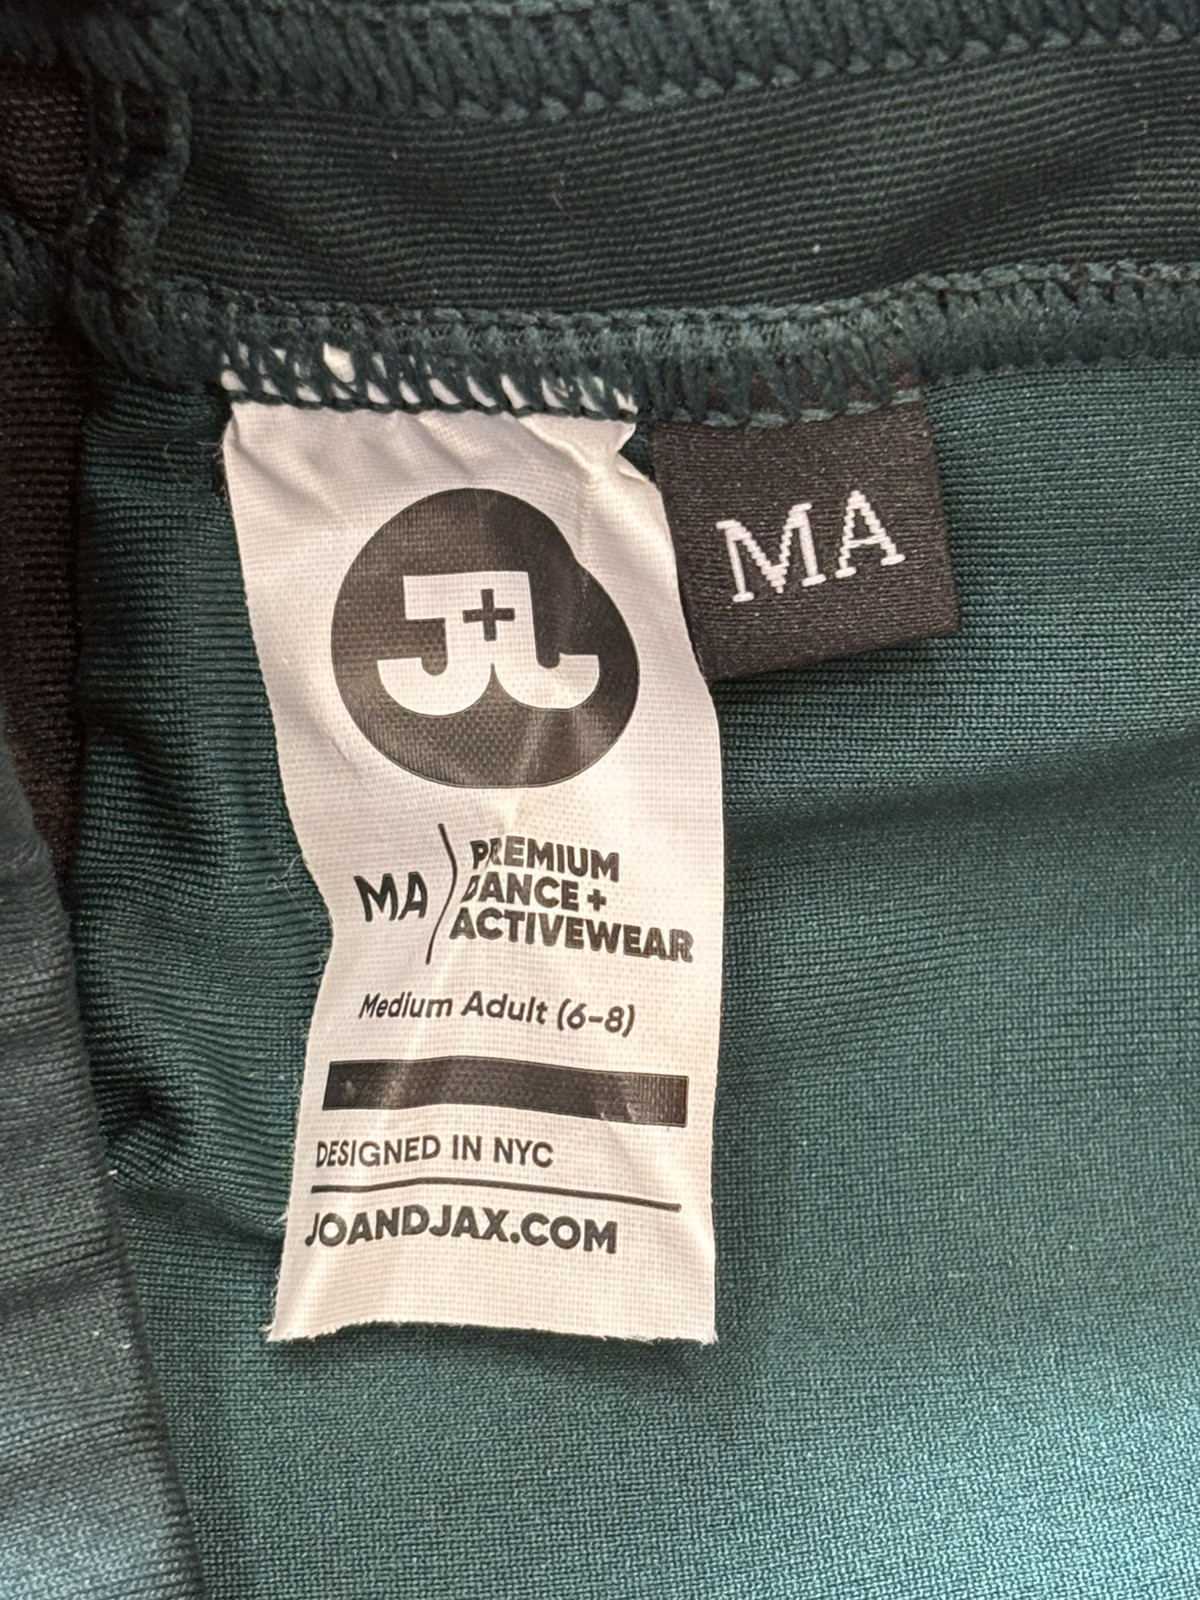 J+J
MA
MA
PREMIUM
DANCE +
ACTIVEWEAR
Medium Adult (6-8)
DESIGNED IN NYC
JOANDJAX.COM